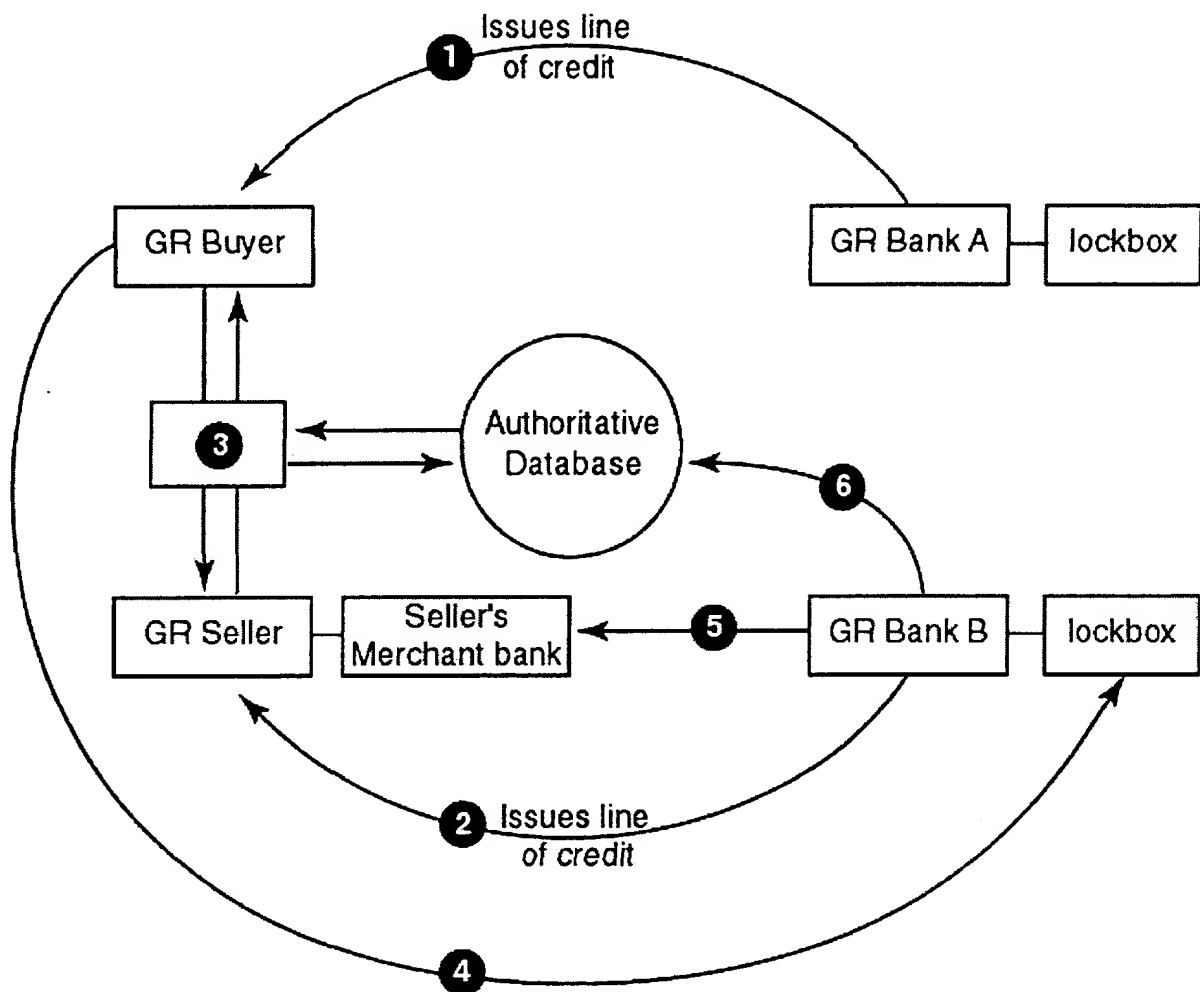 Issues line
of credit
1
GR Buyer
GR Bank A
lockbox
3
Authoritative
Database
6
GR Seller
Seller's
Merchant bank
5
GR Bank B
lockbox
2
Issues line
of credit
4